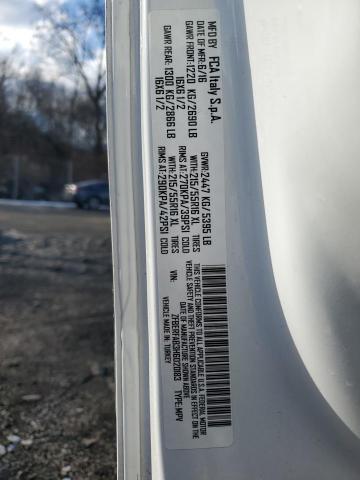 MFD BY FCA Italy S.p.A.
DATE OF MFR: 6/16 GVWR: 2447 KG/5395 LB
GAWR FRONT: 1220 KG/2690 LB WITH: 215/55R16 XL TIRES
16X6 1/2 RIMS AT: 270KPA/39PSI COLD
GAWR REAR: 1300 KG/2866 LB WITH: 215/55R16 XL TIRES
16X6 1/2 RIMS AT: 290KPA/42PSI COLD
THIS VEHICLE CONFORMS TO ALL APPLICABLE U.S.A. FEDERAL MOTOR
VEHICLE SAFETY AND THEFT PREVENTION STANDARDS IN EFFECT ON THE
DATE OF MANUFACTURE SHOWN ABOVE
VIN: ZFBERFAB3H6D20083 TYPE: MPV
MADE IN: TURKEY